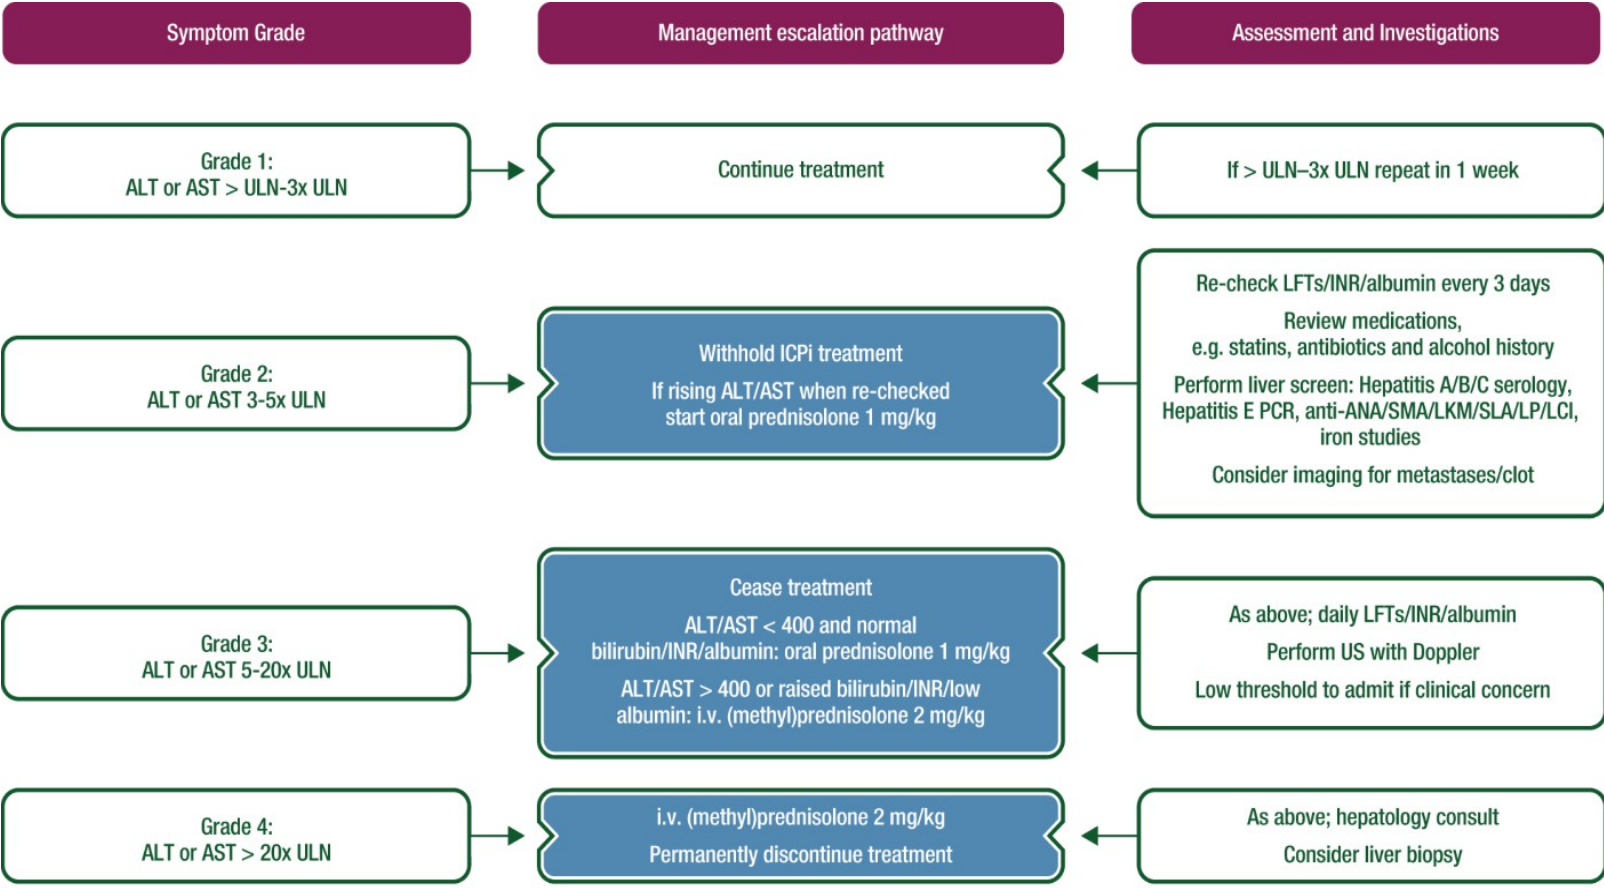 Symptom Grade
Management escalation pathway
Assessment and Investigations
Grade 1:
ALT or AST > ULN-3x ULN
Continue treatment
If > ULN–3x ULN repeat in 1 week
Grade 2:
ALT or AST 3-5x ULN
Withhold ICPi treatment
If rising ALT/AST when re-checked
start oral prednisolone 1 mg/kg
Re-check LFTs/INR/albumin every 3 days
Review medications,
e.g. statins, antibiotics and alcohol history
Perform liver screen: Hepatitis A/B/C serology,
Hepatitis E PCR, anti-ANA/SMA/LKM/SLA/LP/LCI,
iron studies
Consider imaging for metastases/clot
Grade 3:
ALT or AST 5-20x ULN
Cease treatment
ALT/AST < 400 and normal
bilirubin/INR/albumin: oral prednisolone 1 mg/kg
ALT/AST > 400 or raised bilirubin/INR/low
albumin: i.v. (methyl)prednisolone 2 mg/kg
As above; daily LFTs/INR/albumin
Perform US with Doppler
Low threshold to admit if clinical concern
Grade 4:
ALT or AST > 20x ULN
i.v. (methyl)prednisolone 2 mg/kg
Permanently discontinue treatment
As above; hepatology consult
Consider liver biopsy